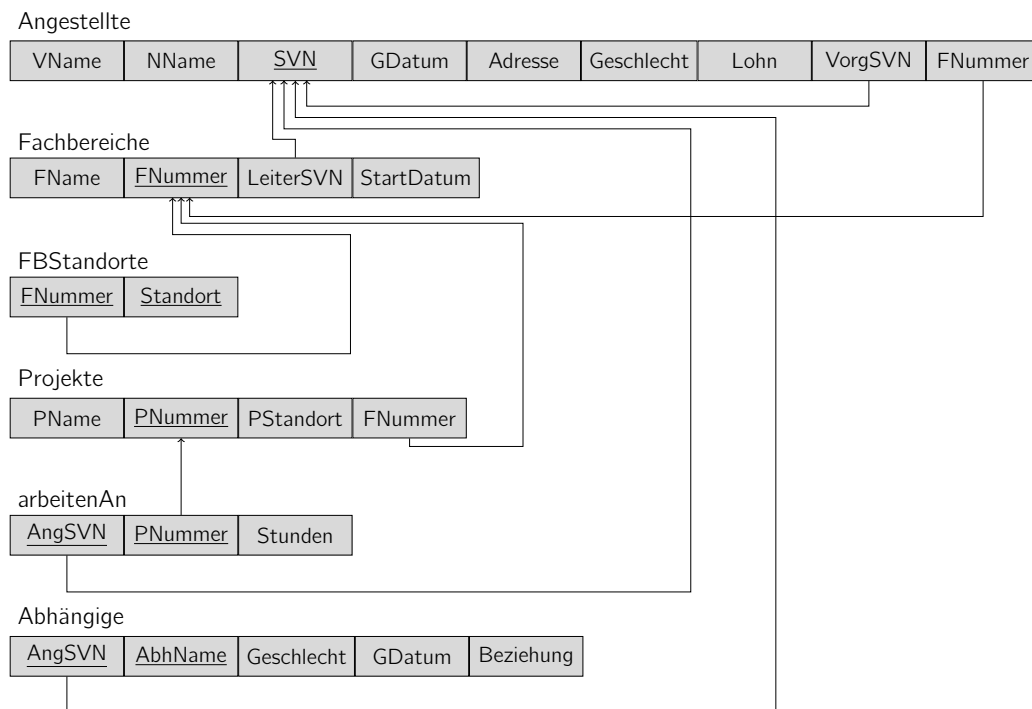 Angestellte
VName NName SVN GDatum Adresse Geschlecht Lohn VorgSVN FNummer
Fachbereiche
FName FNummer LeiterSVN StartDatum
FBStandorte
FNummer Standort
Projekte
PName PNummer PStandort FNummer
arbeitenAn
AngSVN PNummer Stunden
Abhängige
AngSVN AbhName Geschlecht GDatum Beziehung